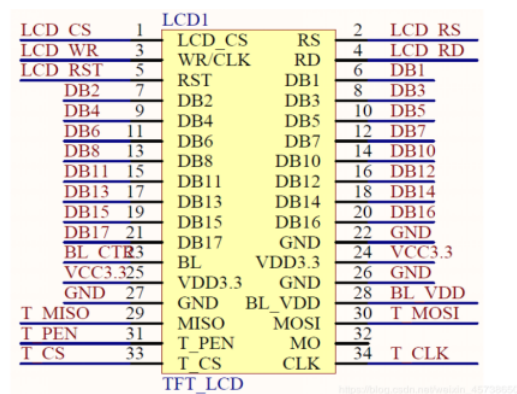 LCD1
LCD_CS 1 LCD_CS RS 2 LCD_RS
LCD_WR 3 WR/CLK RD 4 LCD_RD
LCD_RST 5 RST DB1 6 DB1
DB2 7 DB2 DB3 8 DB3
DB4 9 DB4 DB5 10 DB5
DB6 11 DB6 DB7 12 DB7
DB8 13 DB8 DB10 14 DB10
DB11 15 DB11 DB12 16 DB12
DB13 17 DB13 DB14 18 DB14
DB15 19 DB15 DB16 20 DB16
DB17 21 DB17 GND 22 GND
BL_CTR 23 BL VDD3.3 24 VCC3.3
VCC3.3 25 VDD3.3 GND 26 GND
GND 27 GND BL_VDD 28 BL_VDD
T_MISO 29 MISO MOSI 30 T_MOSI
T_PEN 31 T_PEN MO 32
T_CS 33 T_CS CLK 34 T_CLK
TFT_LCD